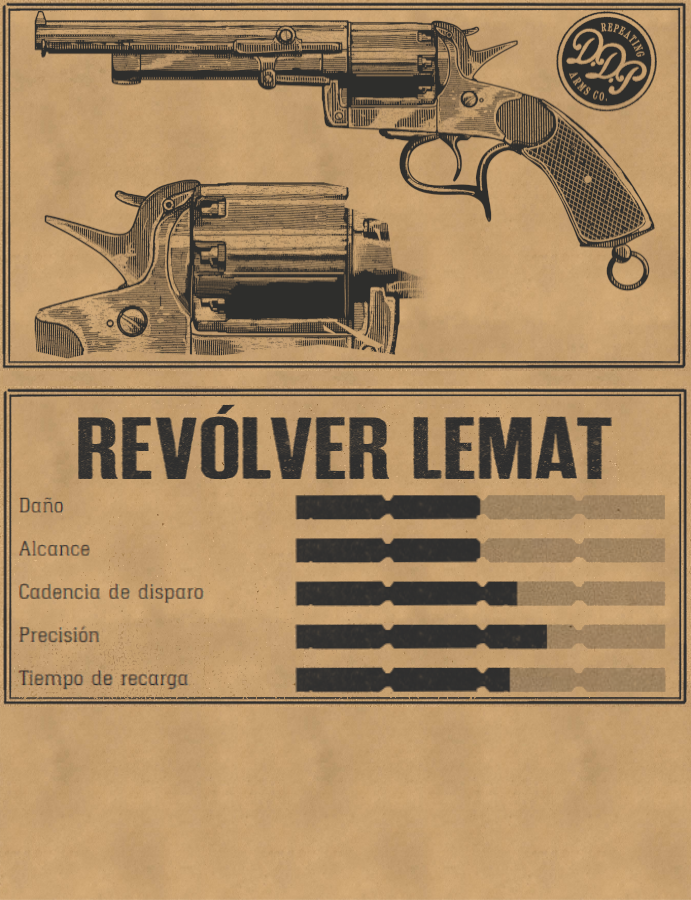 REPEATING
D.D.P
ARMS CO.
REVÓLVER LEMAT
Daño
Alcance
Cadencia de disparo
Precisión
Tiempo de recarga